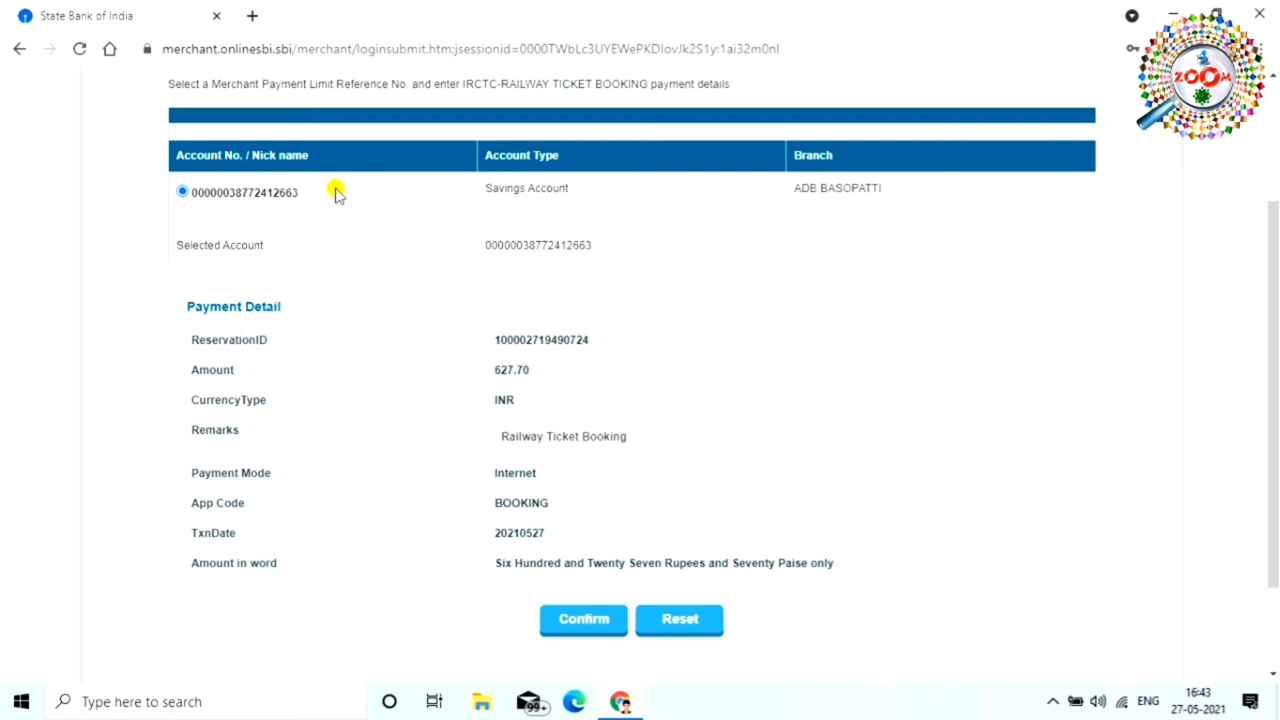 State Bank of India
merchant.onlinesbi.sbi/merchant/loginsubmit.htm;jsessionid=0000TWbLc3UYEWePKDIovJk2S1y:1ai32m0nl
Select a Merchant Payment Limit Reference No. and enter IRCTC-RAILWAY TICKET BOOKING payment details
ZOOM
Account No. / Nick name Account Type Branch
00000038772412663 Savings Account ADB BASOPATTI
Selected Account 00000038772412663
Payment Detail
ReservationID 100002719490724
Amount 627.70
CurrencyType INR
Remarks Railway Ticket Booking
Payment Mode Internet
App Code BOOKING
TxnDate 20210527
Amount in word Six Hundred and Twenty Seven Rupees and Seventy Paise only
Confirm Reset
Type here to search 99+ ENG 16:43
27-05-2021